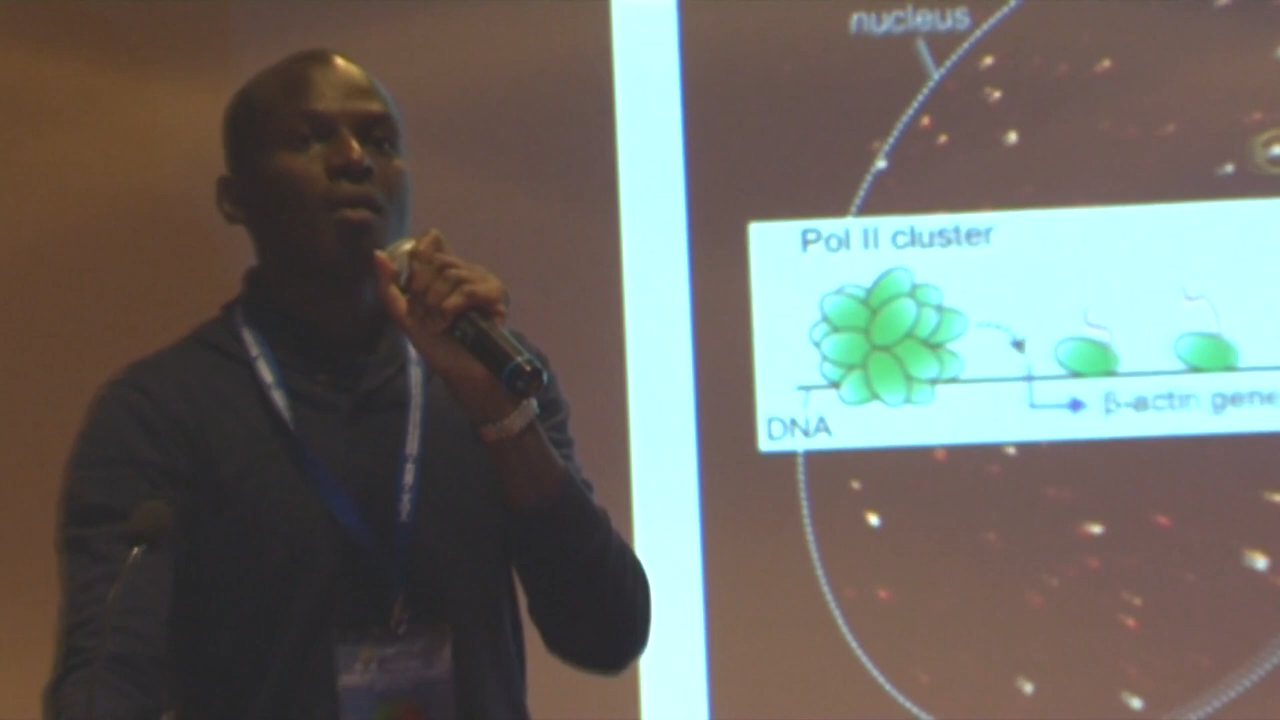 nucleus
Pol II cluster
β-actin gene
DNA